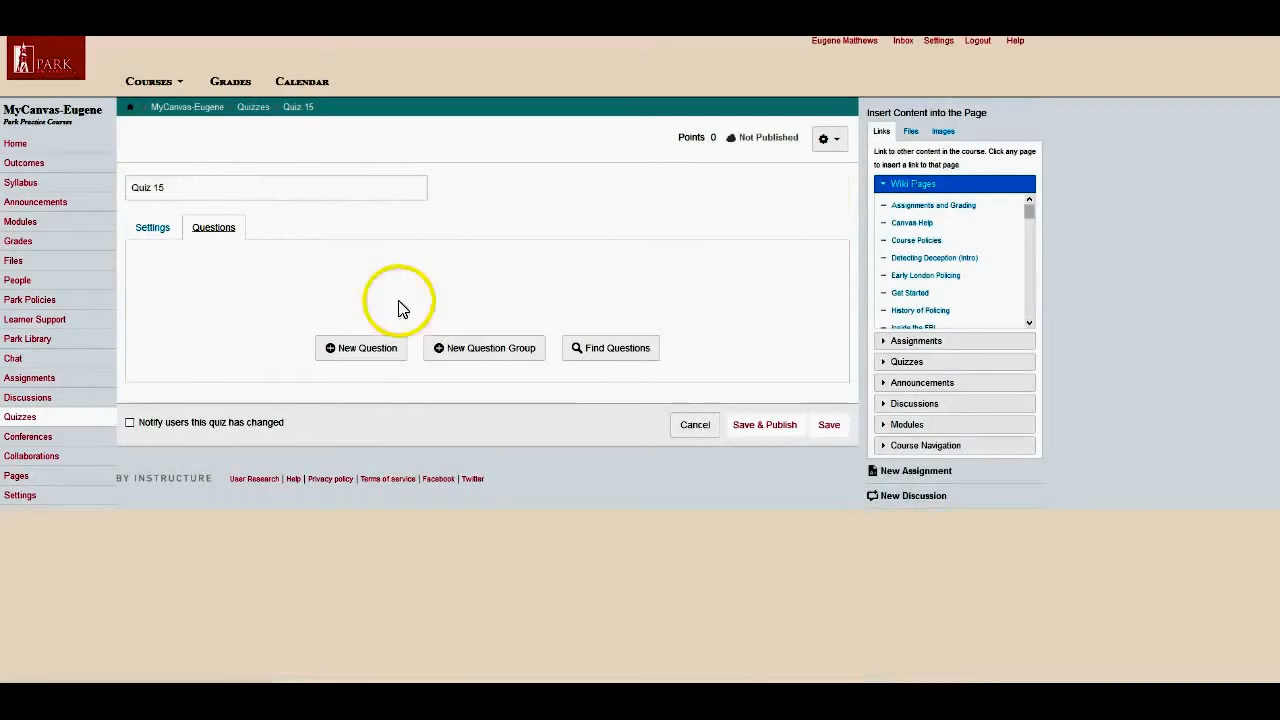 PARK
Eugene Matthews Inbox Settings Logout Help
COURSES GRADES CALENDAR
MyCanvas-Eugene
Park Practice Courses
Home
Outcomes
Syllabus
Announcements
Modules
Grades
Files
People
Park Policies
Learner Support
Park Library
Chat
Assignments
Discussions
Quizzes
Conferences
Collaborations
Pages
Settings
MyCanvas-Eugene Quizzes Quiz 15
Points 0 Not Published
Quiz 15
Settings Questions
New Question New Question Group Find Questions
Notify users this quiz has changed
Cancel Save & Publish Save
BY INSTRUCTURE User Research | Help | Privacy policy | Terms of service | Facebook | Twitter
Insert Content into the Page
Links Files Images
Link to other content in the course. Click any page
to insert a link to that page.
Wiki Pages
Assignments and Grading
Canvas Help
Course Policies
Detecting Deception (Intro)
Early London Policing
Get Started
History of Policing
Inside the FBI
Assignments
Quizzes
Announcements
Discussions
Modules
Course Navigation
New Assignment
New Discussion